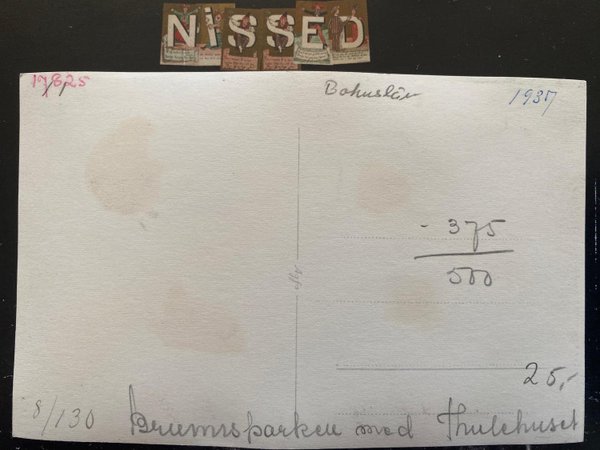 NiSSED
17825
Bohuslän 1937
- 375
500
25,-
8/130 Brunnsparken med Thulehuset